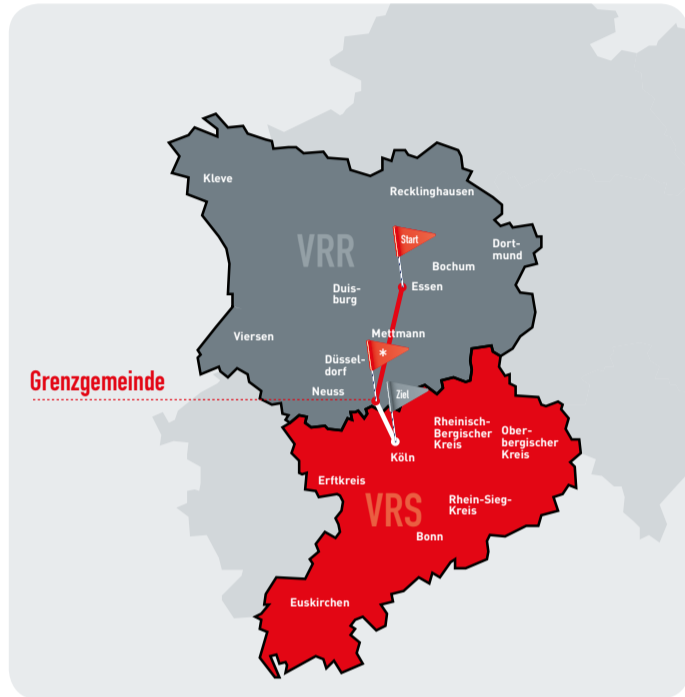 Kleve
Recklinghausen
VRR
Start
Dort-
mund
Bochum
Essen
Duis-
burg
Viersen
Mettmann
Düssel-
dorf
*
Grenzgemeinde
Neuss
Ziel
Rheinisch-
Bergischer
Kreis
Ober-
bergischer
Kreis
Köln
Erftkreis
VRS
Rhein-Sieg-
Kreis
Bonn
Euskirchen